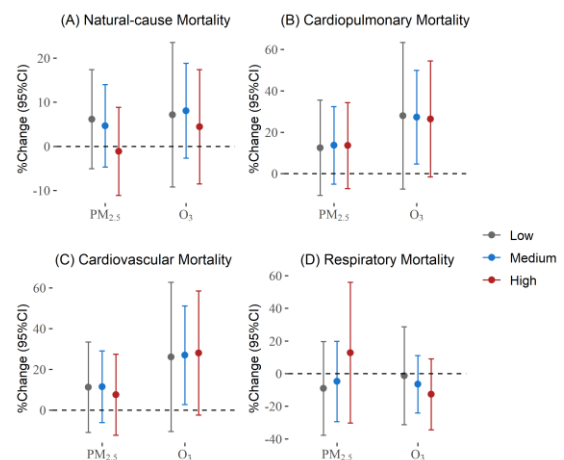 (A) Natural-cause Mortality
%Change (95%CI)
20
10
0
-10
PM2.5
O3
(B) Cardiopulmonary Mortality
%Change (95%CI)
60
40
20
0
PM2.5
O3
Low
Medium
High
(C) Cardiovascular Mortality
%Change (95%CI)
60
40
20
0
PM2.5
O3
(D) Respiratory Mortality
%Change (95%CI)
60
40
20
0
-20
-40
PM2.5
O3